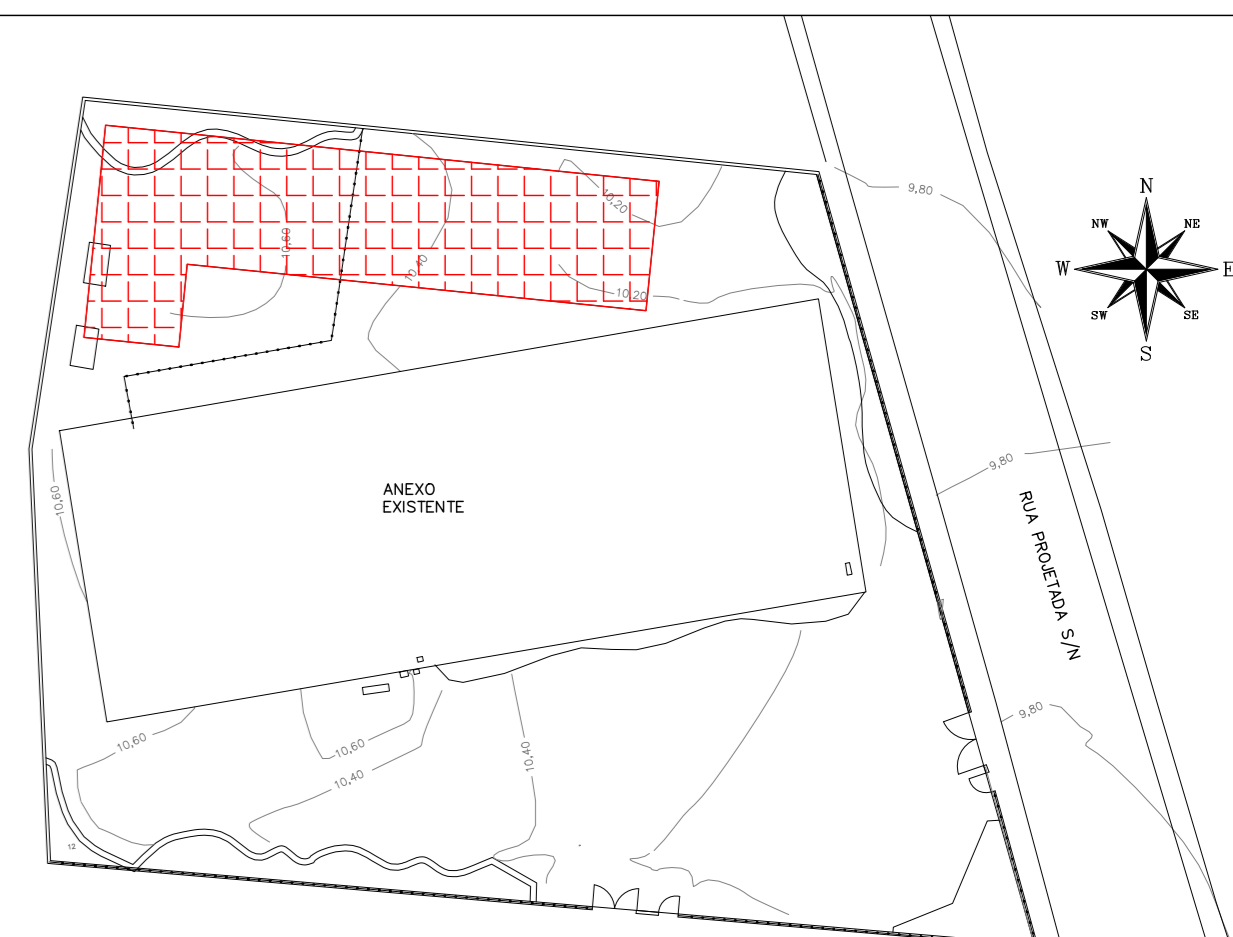 9,80
N
NW
NE
10,20
10,60
10,40
W
E
10,20
SW
SE
S
9,80
ANEXO
EXISTENTE
10,60
RUA PROJETADA S/N
9,80
10,60
10,60
10,40
10,40
12